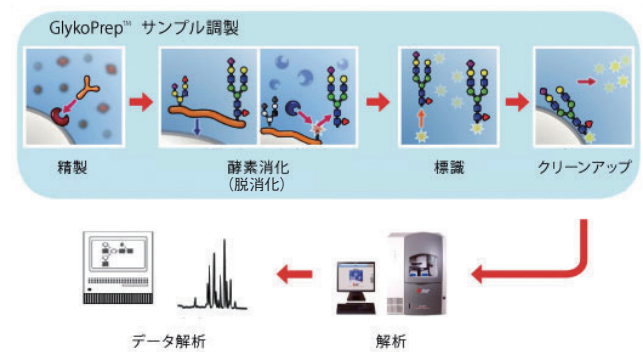 GlykoPrep™ サンプル調製
精製
酵素消化
(脱消化)
標識
クリーンアップ
データ解析
解析